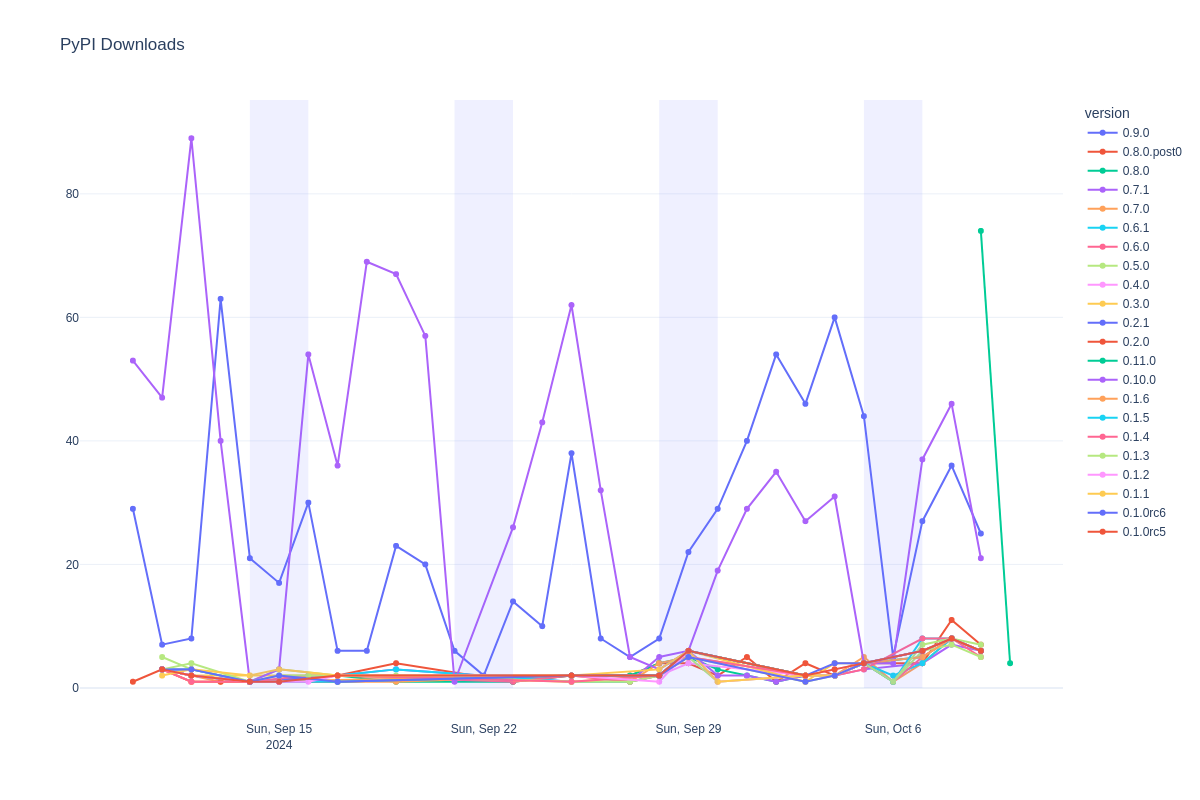 PyPI Downloads
80
60
40
20
0
Sun, Sep 15
2024
Sun, Sep 22
Sun, Sep 29
Sun, Oct 6
version
0.9.0
0.8.0.post0
0.8.0
0.7.1
0.7.0
0.6.1
0.6.0
0.5.0
0.4.0
0.3.0
0.2.1
0.2.0
0.11.0
0.10.0
0.1.6
0.1.5
0.1.4
0.1.3
0.1.2
0.1.1
0.1.0rc6
0.1.0rc5